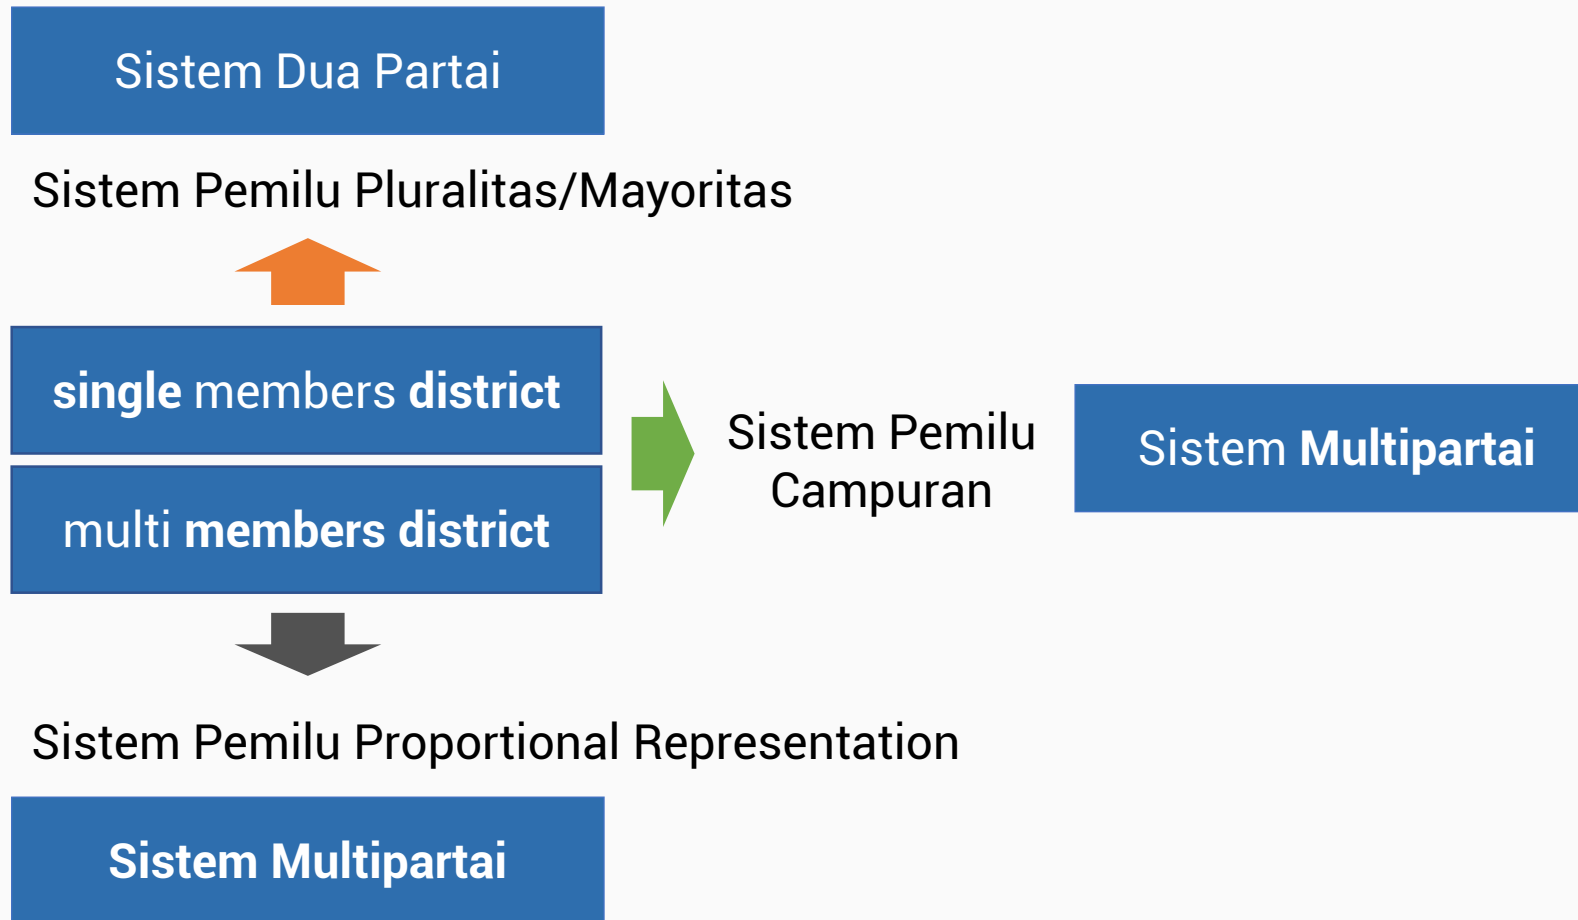 Sistem Dua Partai
Sistem Pemilu Pluralitas/Mayoritas
single members district
multi members district
Sistem Pemilu
Campuran
Sistem Multipartai
Sistem Pemilu Proportional Representation
Sistem Multipartai